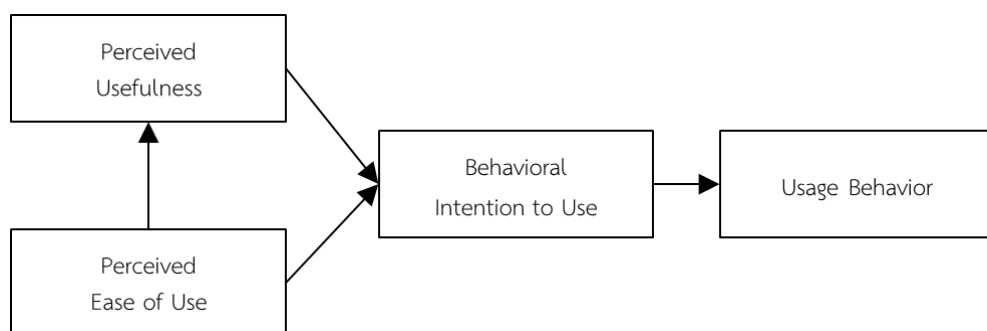 Perceived
Usefulness
Behavioral
Intention to Use
Usage Behavior
Perceived
Ease of Use